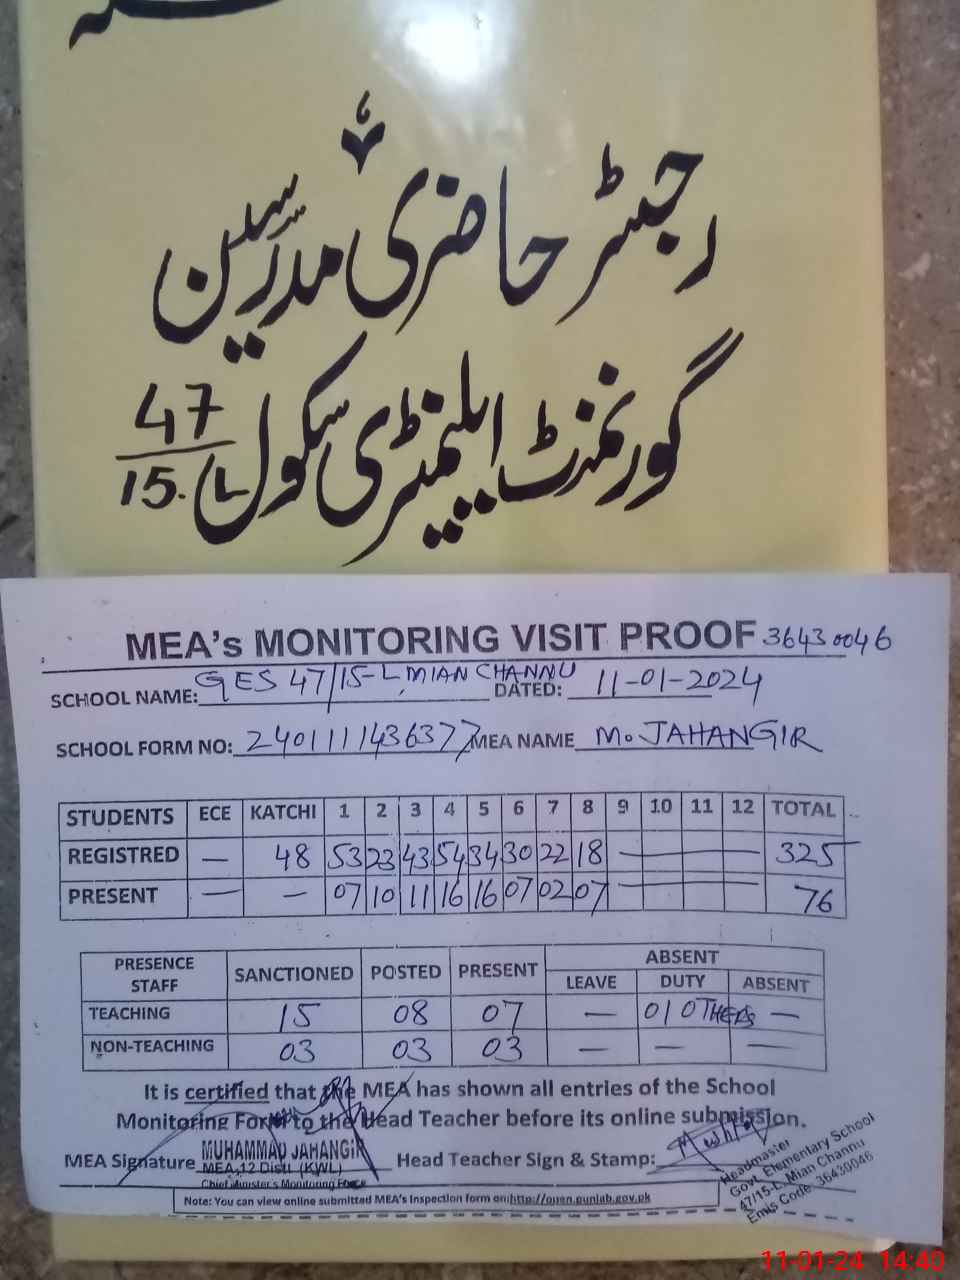 رجسٹر حاضری مدرسین
گورنمنٹ ایلیمنٹری سکول 47/15.L
MEA's MONITORING VISIT PROOF 36430046
SCHOOL NAME: GES 47/15-L, MIAN CHANNU DATED: 11-01-2024
SCHOOL FORM NO: 2401111436377 MEA NAME M. JAHANGIR
STUDENTS ECE KATCHI 1 2 3 4 5 6 7 8 9 10 11 12 TOTAL
REGISTRED — 48 53 23 43 54 34 30 22 18 — 325
PRESENT — — 07 10 11 16 16 07 02 07 — 76
PRESENCE STAFF SANCTIONED POSTED PRESENT ABSENT
LEAVE DUTY ABSENT
TEACHING 15 08 07 — 01 OTHERS —
NON-TEACHING 03 03 03 — — —
It is certified that the MEA has shown all entries of the School
Monitoring Form to the Head Teacher before its online submission.
MEA Signature MUHAMMAD JAHANGIR Head Teacher Sign & Stamp:
MEA,12 Distt. (KWL)
Chief Minister's Monitoring Force
Headmaster
Govt. Elementary School
47/15-L, Mian Channu
Emis Code: 36430046
Note: You can view online submitted MEA's Inspection form on:http://open.punjab.gov.pk
11-01-24 14:40